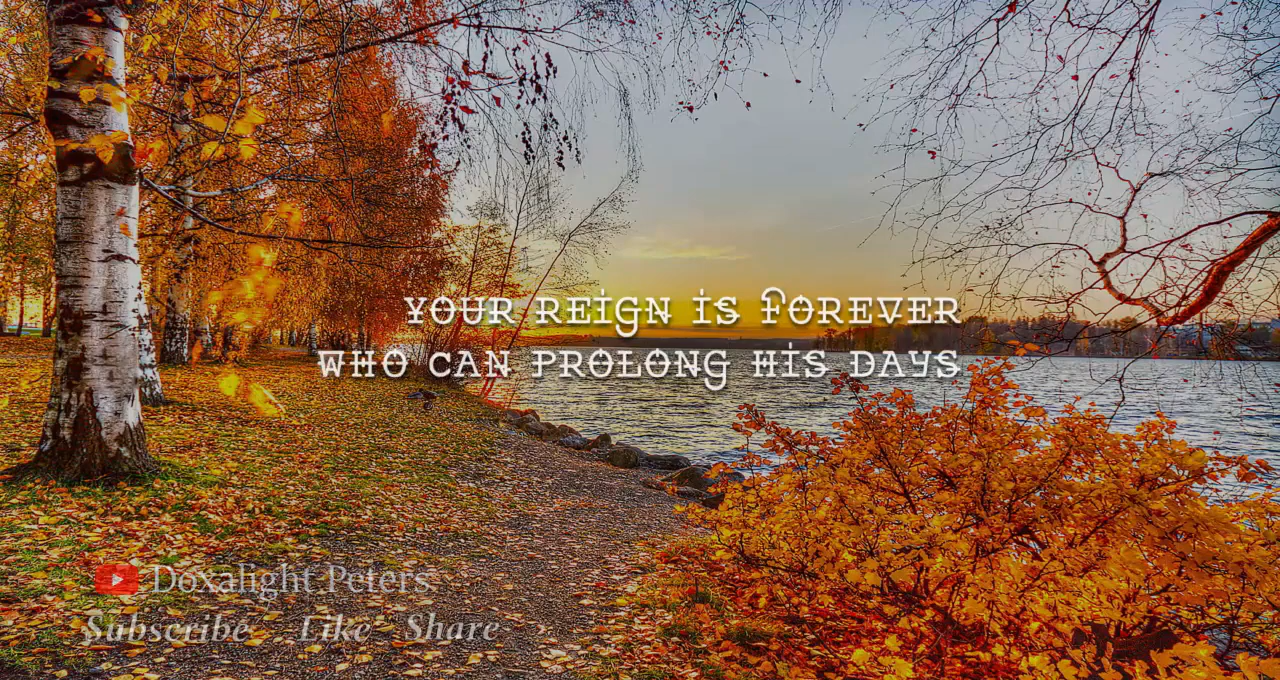 YOUR REIGN IS FOREVER
WHO CAN PROLONG HIS DAYS
Doxalight Peters
Subscribe Like Share